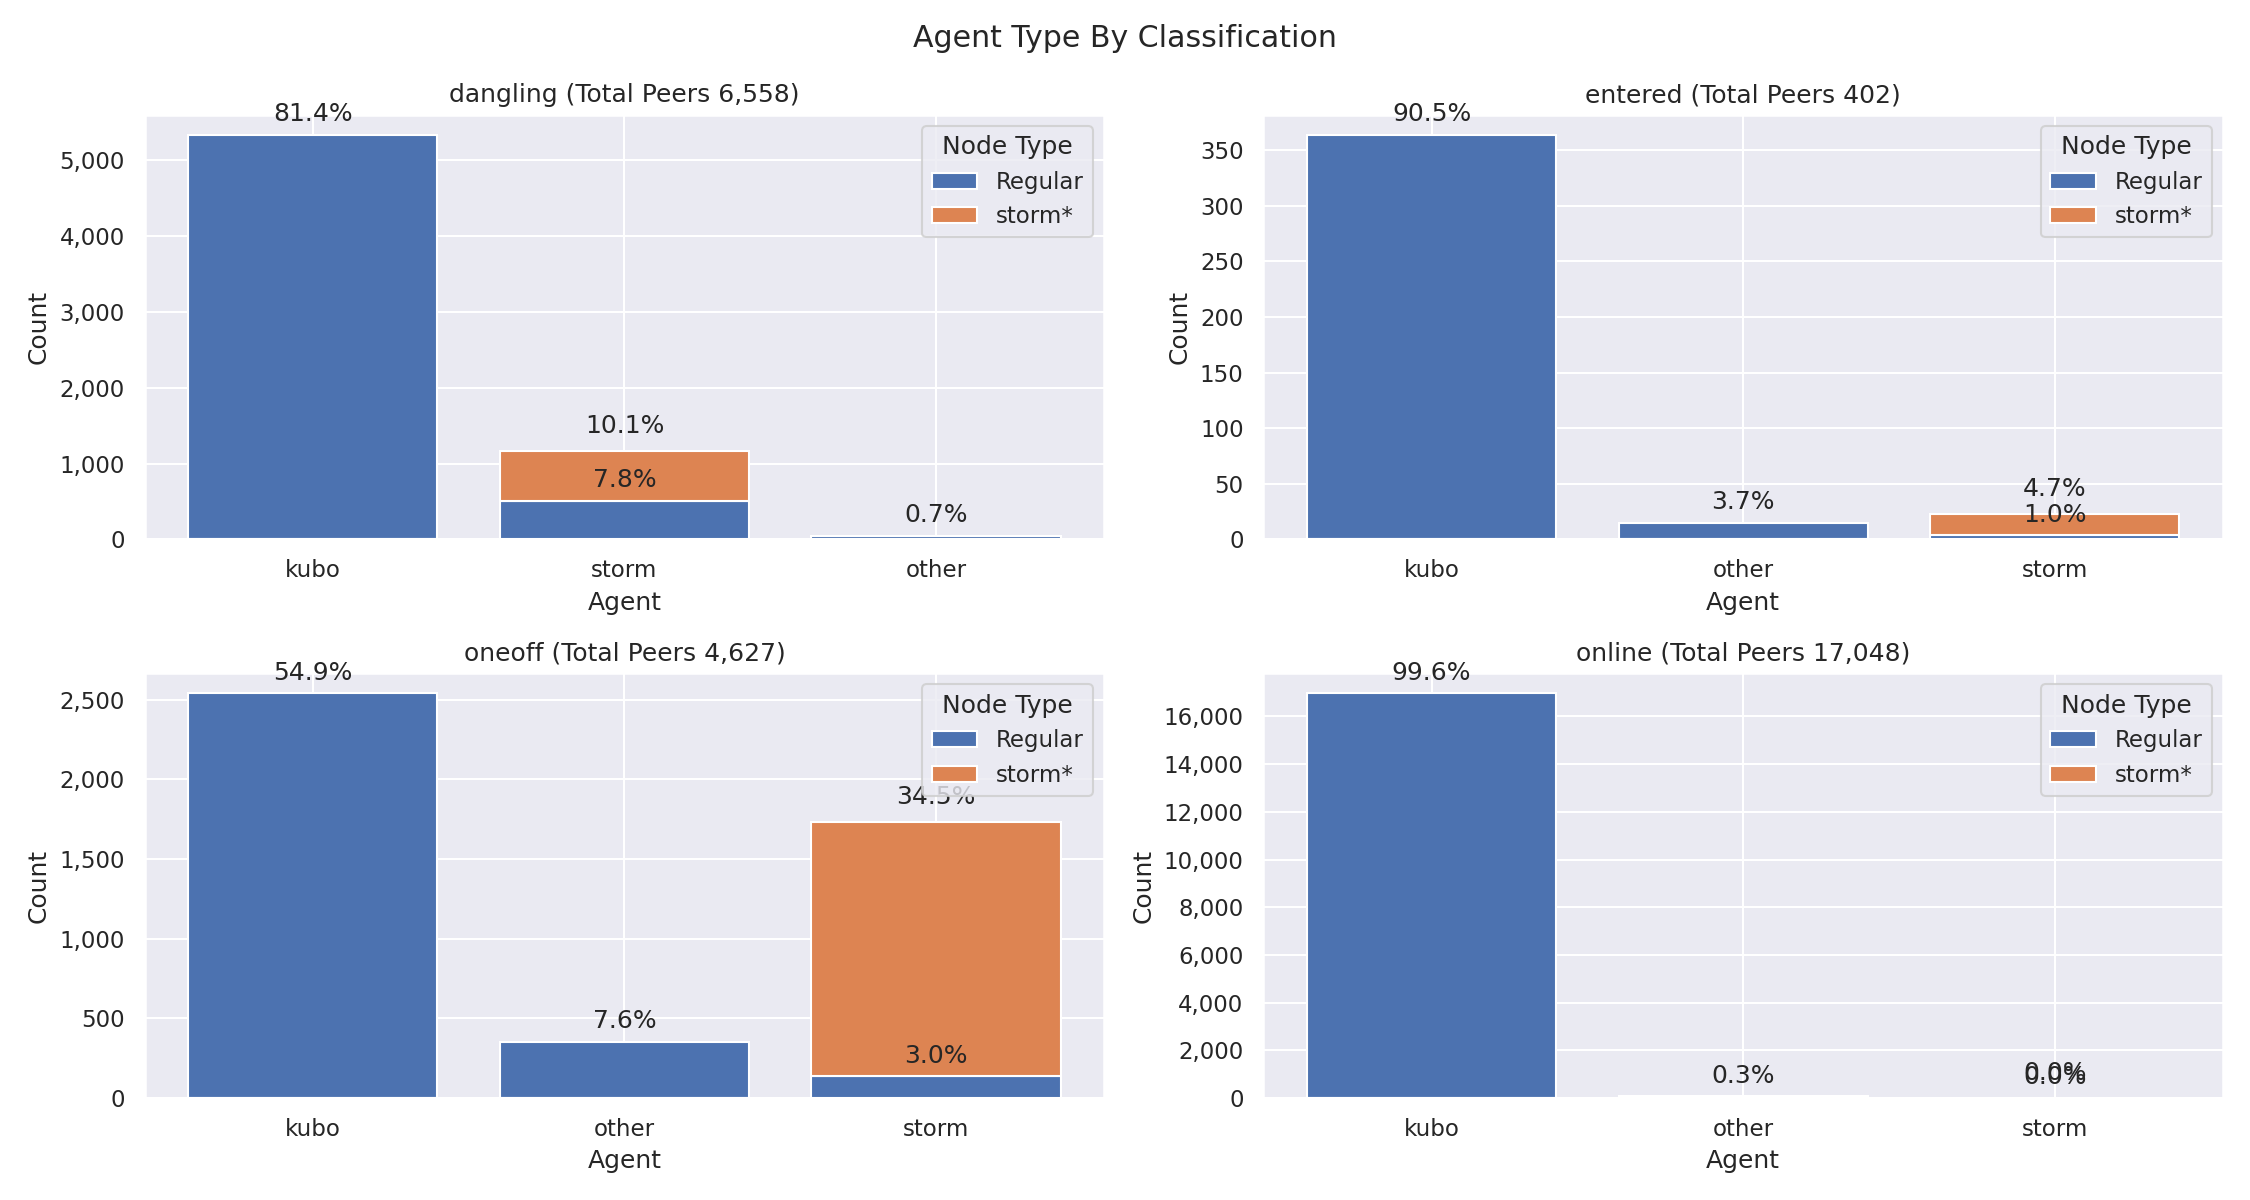 Agent Type By Classification
dangling (Total Peers 6,558)
81.4%
5,000
4,000
3,000
2,000
1,000
0
Count
10.1%
7.8%
0.7%
Node Type
Regular
storm*
kubo
storm
other
Agent
entered (Total Peers 402)
90.5%
350
300
250
200
150
100
50
0
Count
3.7%
4.7%
1.0%
Node Type
Regular
storm*
kubo
other
storm
Agent
oneoff (Total Peers 4,627)
54.9%
2,500
2,000
1,500
1,000
500
0
Count
7.6%
34.5%
3.0%
Node Type
Regular
storm*
kubo
other
storm
Agent
online (Total Peers 17,048)
99.6%
16,000
14,000
12,000
10,000
8,000
6,000
4,000
2,000
0
Count
0.3%
0.0%
0.0%
Node Type
Regular
storm*
kubo
other
storm
Agent